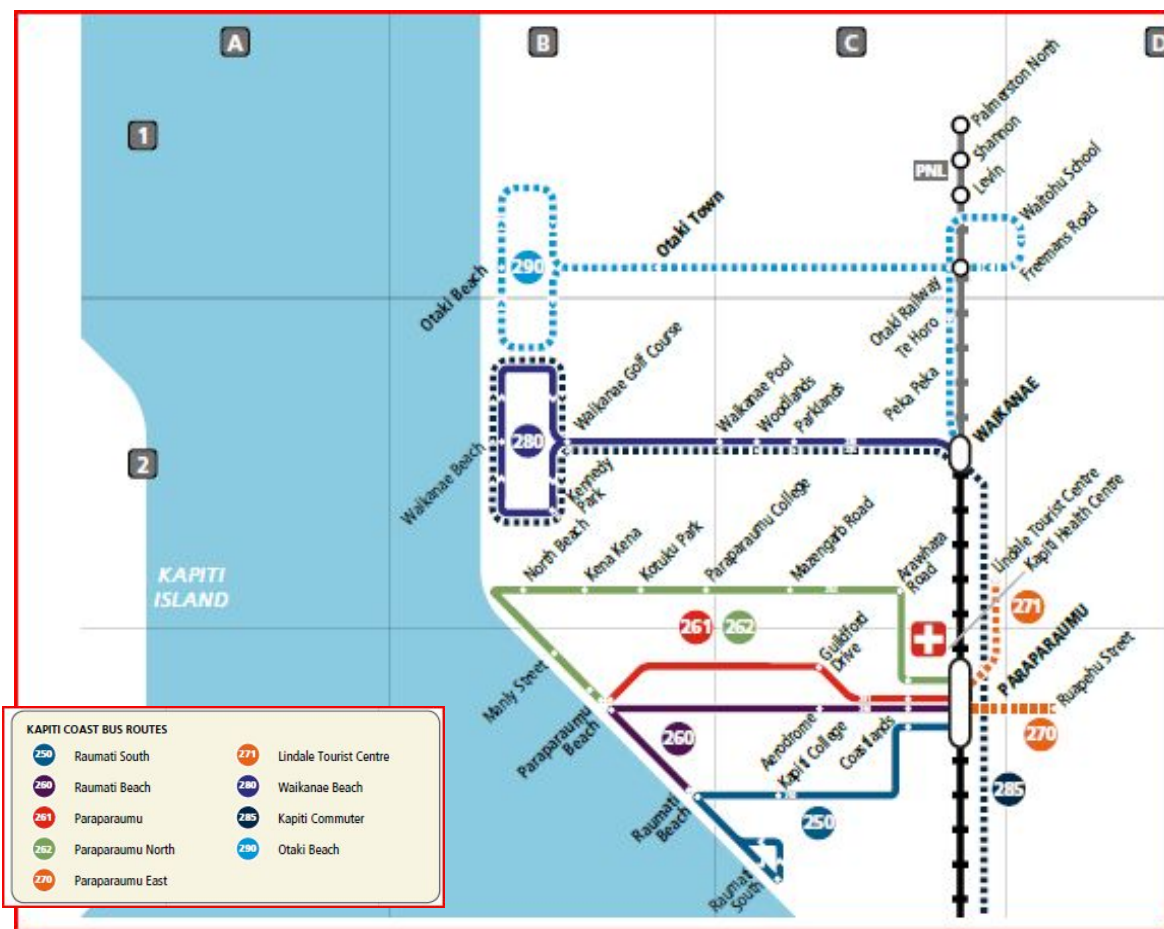 A
B
C
D
1
Palmerston North
Shannon
PNL
Levin
Waitohu School
Freemans Road
Otaki Town
290
Otaki Beach
Otaki Railway
Te Horo
Peka Peka
Waikanae Golf Course
Waikanae Pool
Woodlands
Parklands
WAIKANAE
280
2
Waikanae Beach
Kennedy
Park
North Beach
Kena Kena
Kotuku Park
Paraparaumu College
Mazengarb Road
Arawhata
Road
Lindale Tourist Centre
Kapiti Health Centre
KAPITI
ISLAND
271
261
262
Guildford
Drive
PARAPARAUMU
Ruapehu Street
Manly Street
Paraparaumu
Beach
260
Aerodrome
Kapiti College
Coastlands
270
285
Raumati
Beach
250
Raumati
South
KAPITI COAST BUS ROUTES
250 Raumati South
260 Raumati Beach
261 Paraparaumu
262 Paraparaumu North
270 Paraparaumu East
271 Lindale Tourist Centre
280 Waikanae Beach
285 Kapiti Commuter
290 Otaki Beach